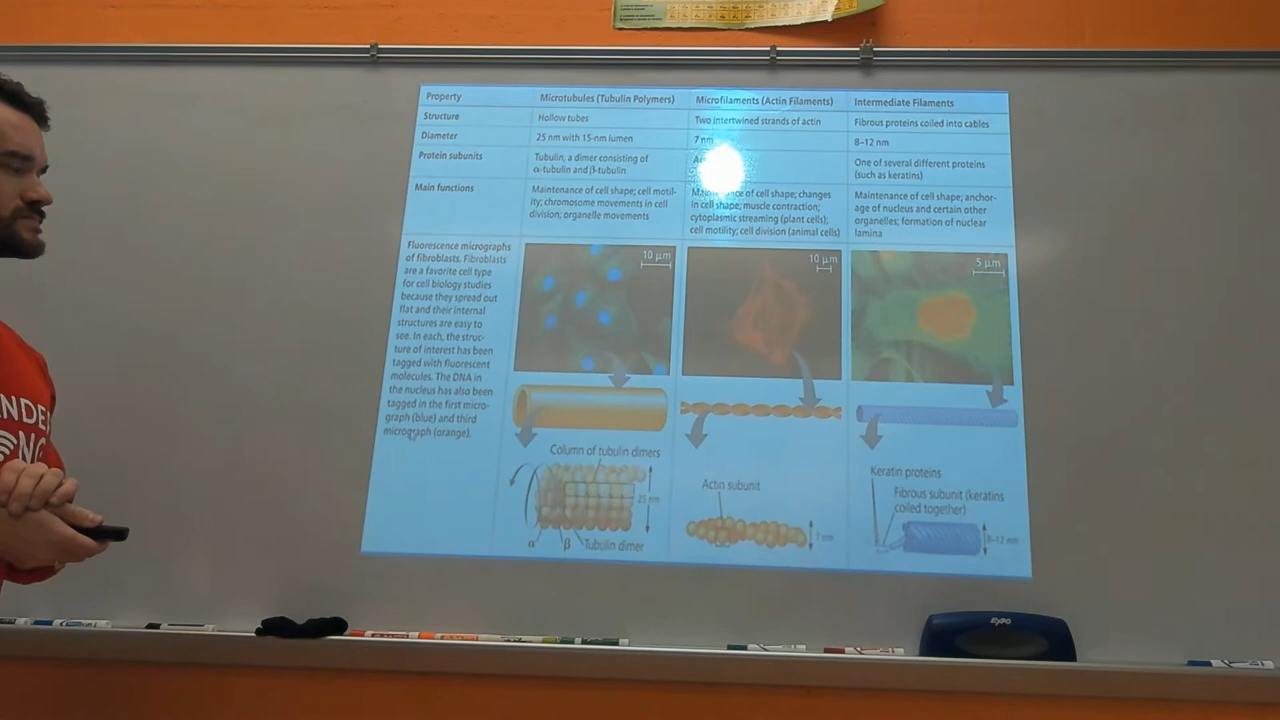 Property
Microtubules (Tubulin Polymers)
Microfilaments (Actin Filaments)
Intermediate Filaments
Structure
Hollow tubes
Two intertwined strands of actin
Fibrous proteins coiled into cables
Diameter
25 nm with 15-nm lumen
7 nm
8–12 nm
Protein subunits
Tubulin, a dimer consisting of
α-tubulin and β-tubulin
One of several different proteins
(such as keratins)
Main functions
Maintenance of cell shape; cell motil-
ity; chromosome movements in cell
division; organelle movements
of cell shape; changes
in cell shape; muscle contraction;
cytoplasmic streaming (plant cells);
cell motility; cell division (animal cells)
Maintenance of cell shape; anchor-
age of nucleus and certain other
organelles; formation of nuclear
lamina
Fluorescence micrographs
of fibroblasts. Fibroblasts
are a favorite cell type
for cell biology studies
because they spread out
flat and their internal
structures are easy to
see. In each, the struc-
ture of interest has been
tagged with fluorescent
molecules. The DNA in
the nucleus has also been
tagged in the first micro-
graph (blue) and third
micrograph (orange).
10 μm
10 μm
5 μm
Column of tubulin dimers
25 nm
α
β
Tubulin dimer
Actin subunit
7 nm
Keratin proteins
Fibrous subunit (keratins
coiled together)
8–12 nm
NDE
NC
EXPO